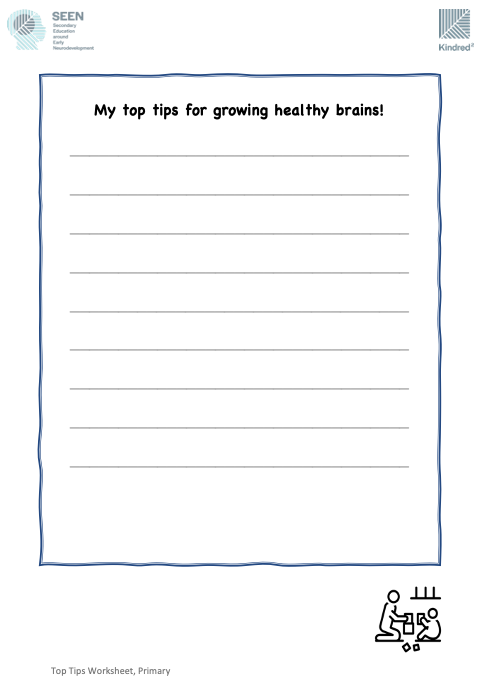 SEEN
Secondary
Education
around
Early
Neurodevelopment
Kindred²
My top tips for growing healthy brains!
Top Tips Worksheet, Primary